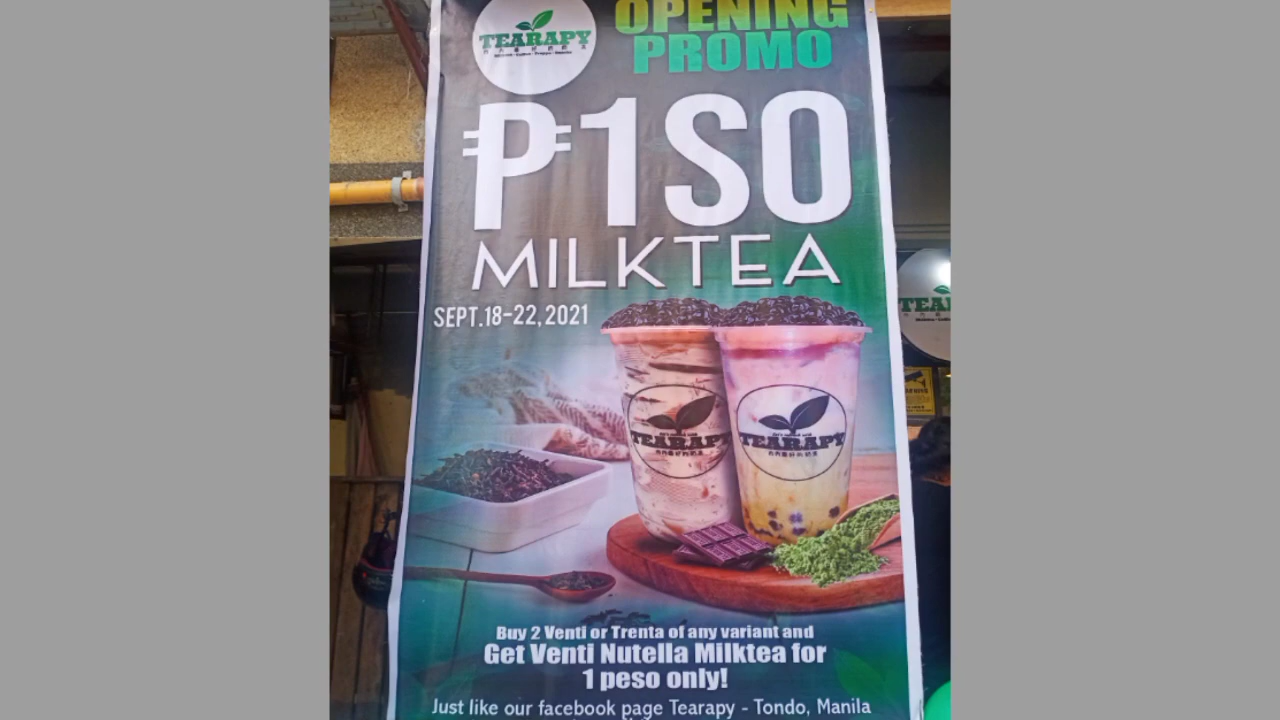 TEARAPY
OPENING
PROMO
₱1SO
MILKTEA
SEPT.18-22,2021
TEARAPY
TEARAPY
Buy 2 Venti or Trenta of any variant and
Get Venti Nutella Milktea for
1 peso only!
Just like our facebook page Tearapy - Tondo, Manila
TEA